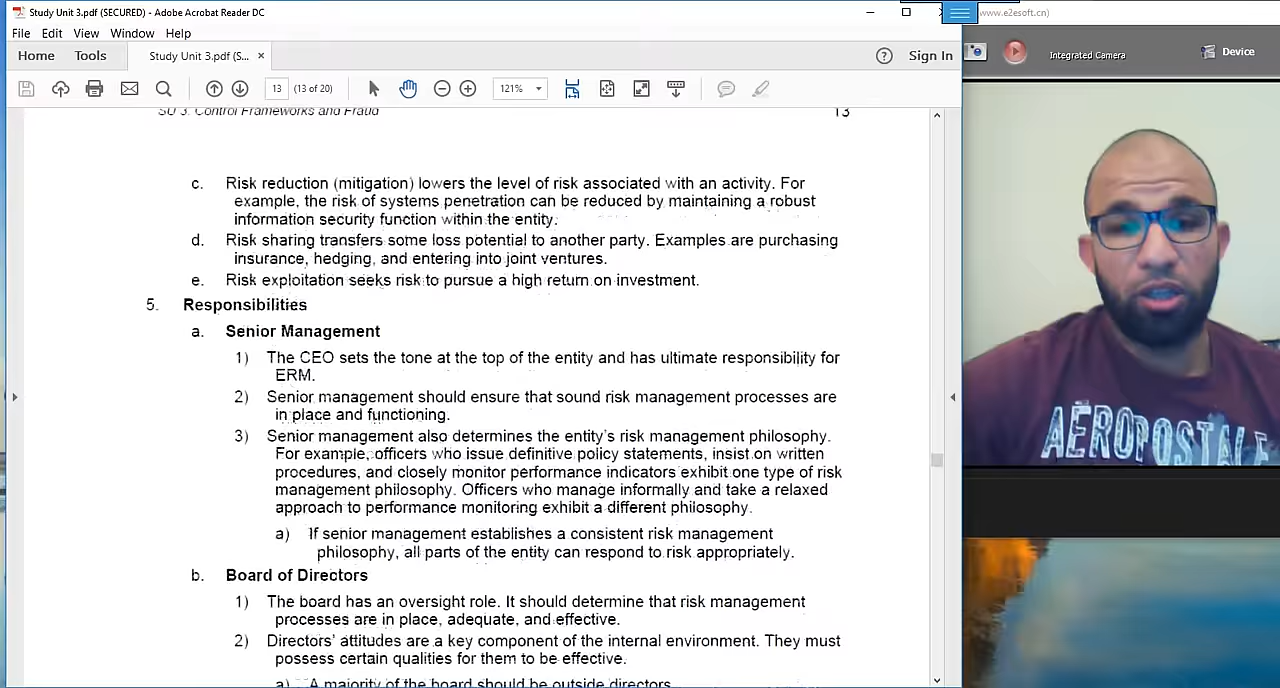 Study Unit 3.pdf (SECURED) - Adobe Acrobat Reader DC
www.e2esoft.cn)
File Edit View Window Help
Home Tools Study Unit 3.pdf (S... × Sign In
Integrated Camera Device
13 (13 of 20) 121%
SU 3: Control Frameworks and Fraud 13
c. Risk reduction (mitigation) lowers the level of risk associated with an activity. For
example, the risk of systems penetration can be reduced by maintaining a robust
information security function within the entity.
d. Risk sharing transfers some loss potential to another party. Examples are purchasing
insurance, hedging, and entering into joint ventures.
e. Risk exploitation seeks risk to pursue a high return on investment.
5. Responsibilities
a. Senior Management
1) The CEO sets the tone at the top of the entity and has ultimate responsibility for
ERM.
2) Senior management should ensure that sound risk management processes are
in place and functioning.
3) Senior management also determines the entity's risk management philosophy.
For example, officers who issue definitive policy statements, insist on written
procedures, and closely monitor performance indicators exhibit one type of risk
management philosophy. Officers who manage informally and take a relaxed
approach to performance monitoring exhibit a different philosophy.
a) If senior management establishes a consistent risk management
philosophy, all parts of the entity can respond to risk appropriately.
b. Board of Directors
1) The board has an oversight role. It should determine that risk management
processes are in place, adequate, and effective.
2) Directors' attitudes are a key component of the internal environment. They must
possess certain qualities for them to be effective.
a) A majority of the board should be outside directors.
AÉROPOSTALE